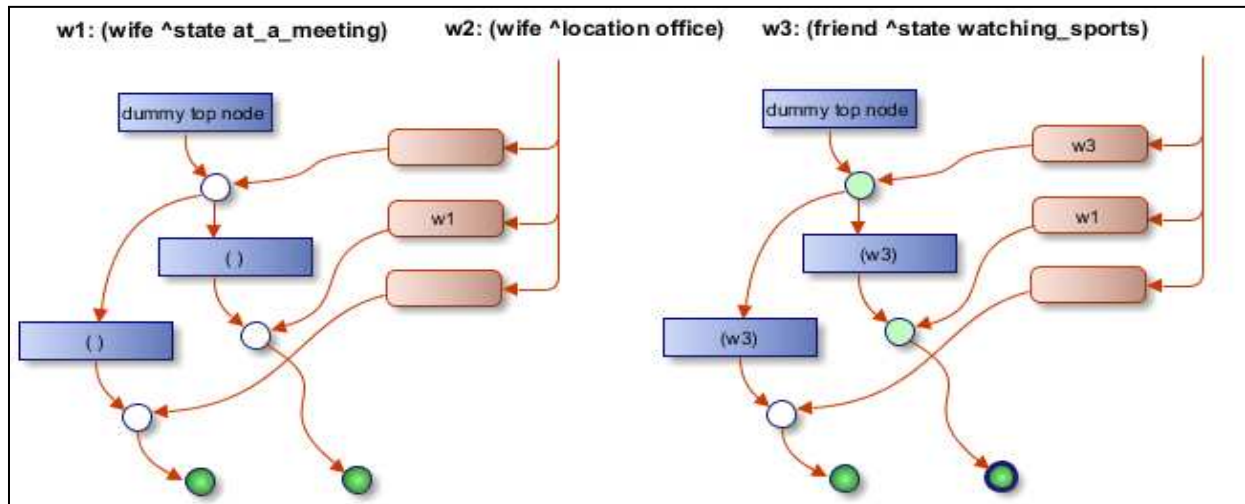 w1: (wife ^state at_a_meeting) w2: (wife ^location office) w3: (friend ^state watching_sports)
dummy top node
w1
( )
( )
dummy top node
w3
w1
(w3)
(w3)